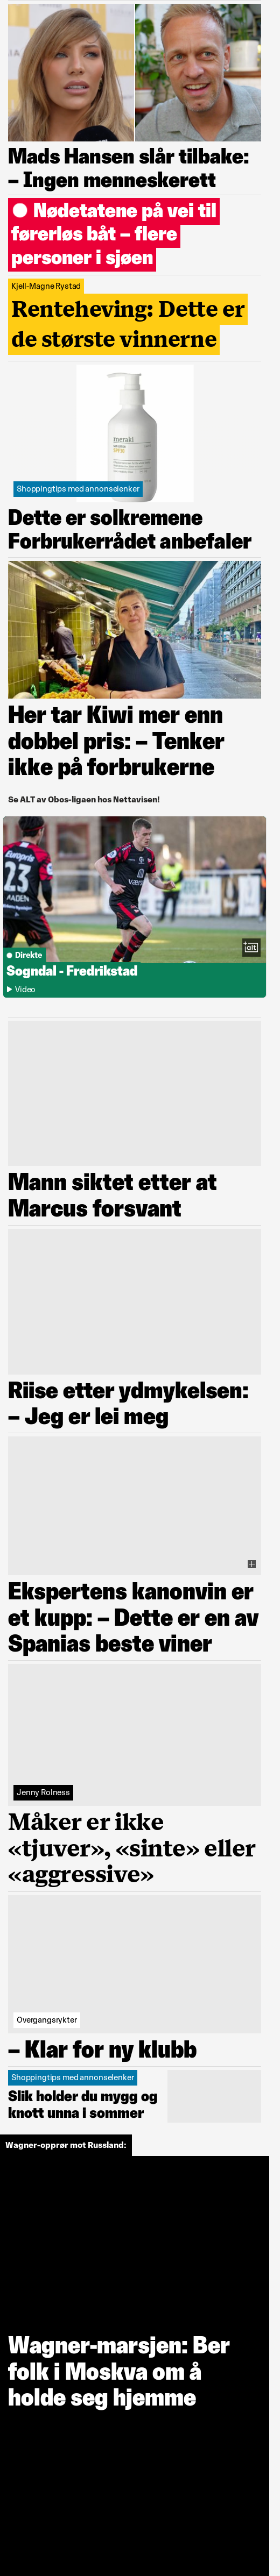 Mads Hansen slår tilbake:
– Ingen menneskerett
Nødetatene på vei til
førerløs båt – flere
personer i sjøen
Kjell-Magne Rystad
Renteheving: Dette er
de største vinnerne
meraki
Shoppingtips med annonselenker
Dette er solkremene
Forbrukerrådet anbefaler
Her tar Kiwi mer enn
dobbel pris: – Tenker
ikke på forbrukerne
Se ALT av Obos-ligaen hos Nettavisen!
23
Direkte
alt
Sogndal - Fredrikstad
Video
Mann siktet etter at
Marcus forsvant
Riise etter ydmykelsen:
– Jeg er lei meg
Ekspertens kanonvin er
et kupp: – Dette er en av
Spanias beste viner
Jenny Rolness
Måker er ikke
«tjuver», «sinte» eller
«aggressive»
Overgangsrykter
– Klar for ny klubb
Shoppingtips med annonselenker
Slik holder du mygg og
knott unna i sommer
Wagner-opprør mot Russland:
Wagner-marsjen: Ber
folk i Moskva om å
holde seg hjemme